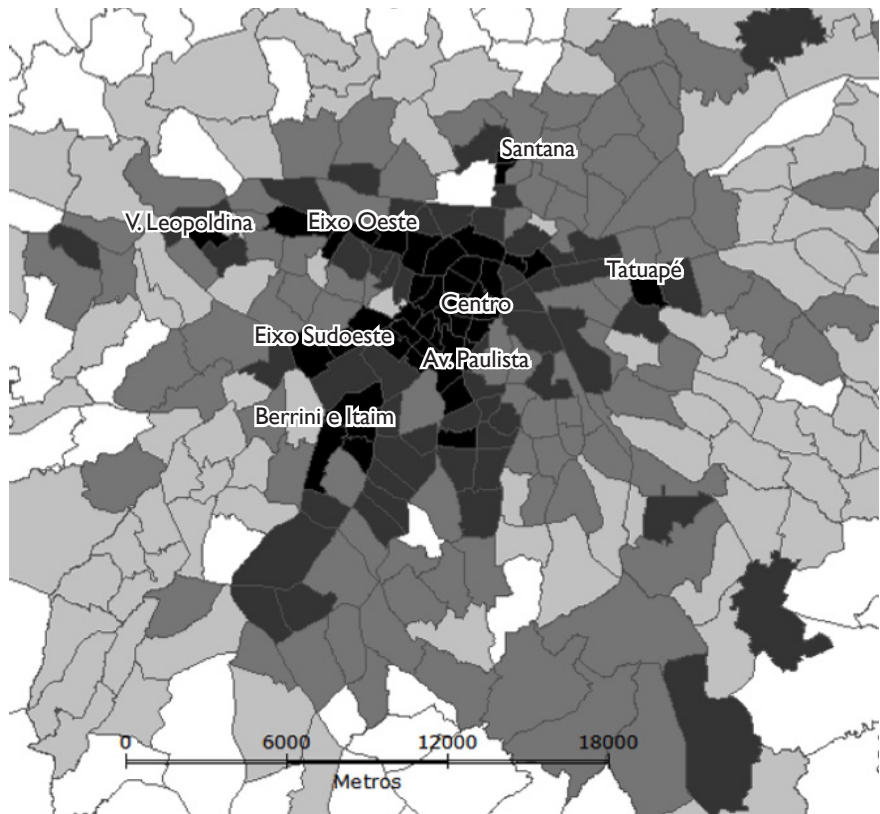 Santana
V. Leopoldina
Eixo Oeste
Tatuapé
Centro
Eixo Sudoeste
Av. Paulista
Berrini e Itaim
0 6000 12000 18000
Metros